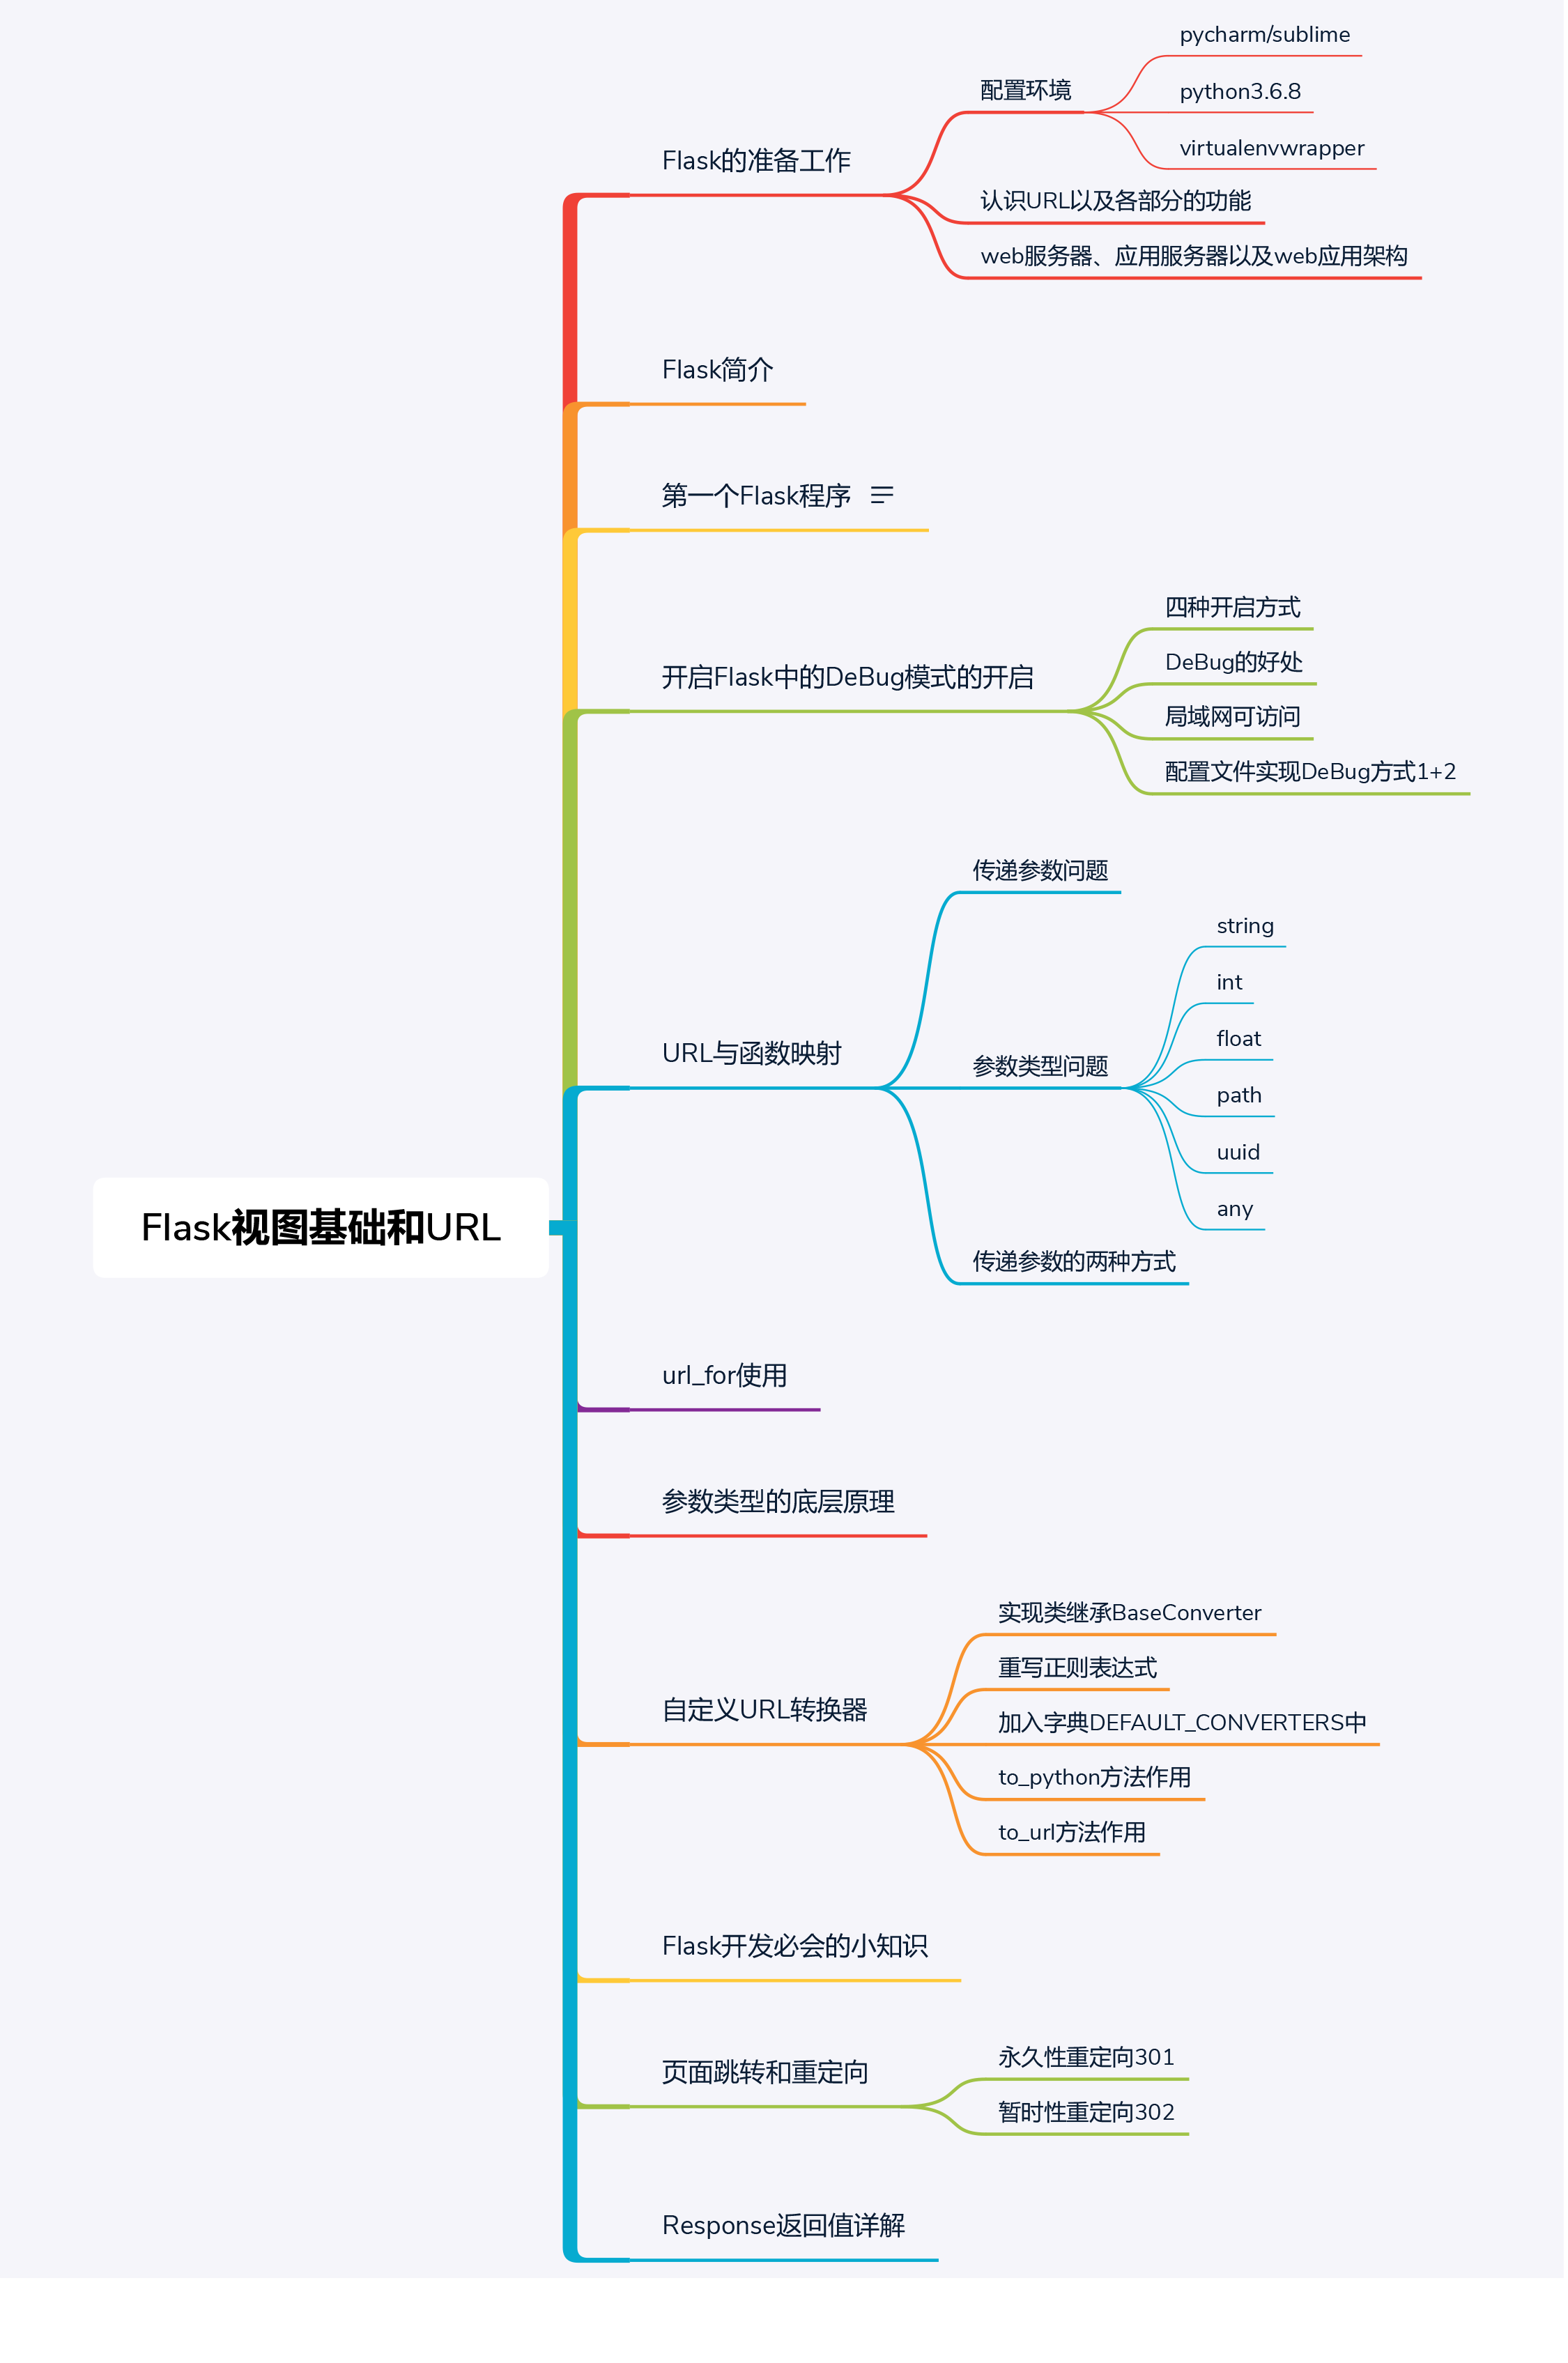 pycharm/sublime
配置环境
python3.6.8
virtualenvwrapper
Flask的准备工作
认识URL以及各部分的功能
web服务器、应用服务器以及web应用架构
Flask简介
第一个Flask程序
四种开启方式
开启Flask中的DeBug模式的开启
DeBug的好处
局域网可访问
配置文件实现DeBug方式1+2
传递参数问题
string
int
float
URL与函数映射
参数类型问题
path
uuid
any
传递参数的两种方式
Flask视图基础和URL
url_for使用
参数类型的底层原理
实现类继承BaseConverter
重写正则表达式
自定义URL转换器
加入字典DEFAULT_CONVERTERS中
to_python方法作用
to_url方法作用
Flask开发必会的小知识
页面跳转和重定向
永久性重定向301
暂时性重定向302
Response返回值详解